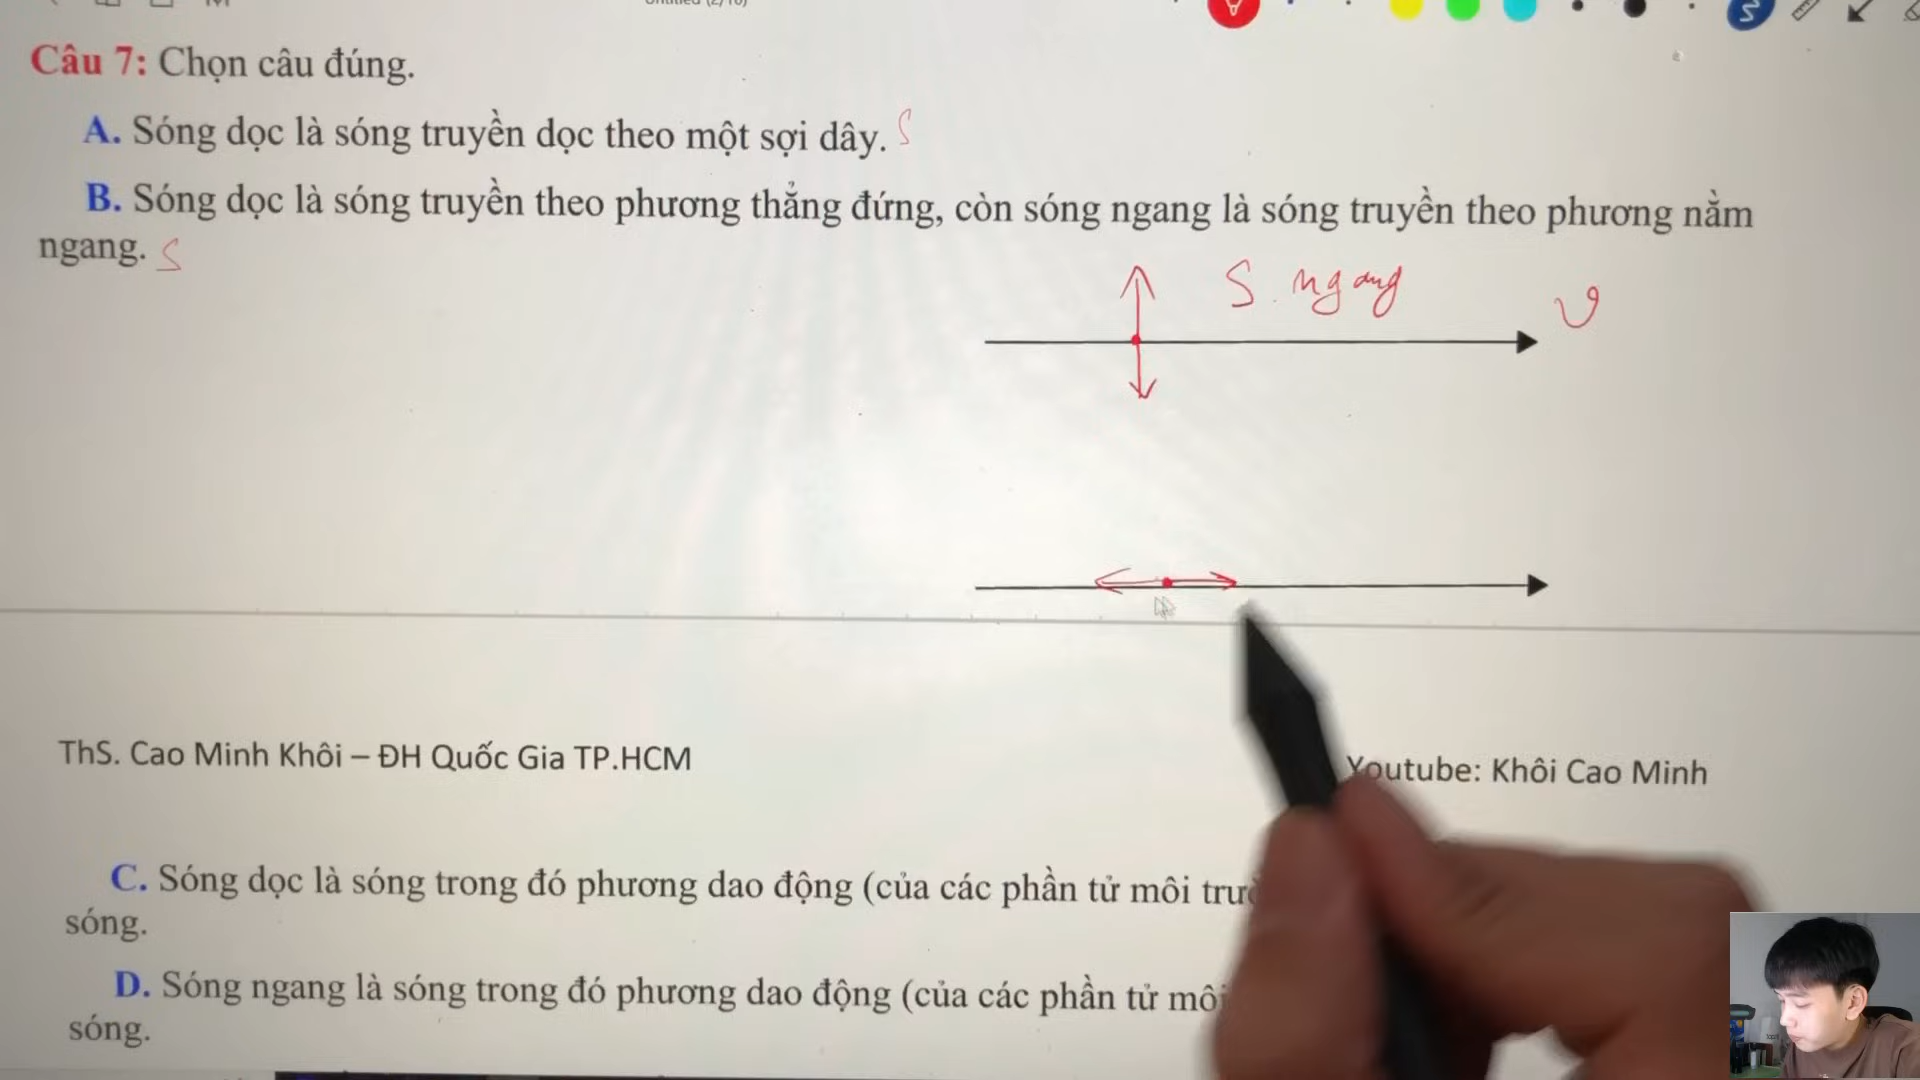 Câu 7: Chọn câu đúng.
A. Sóng dọc là sóng truyền dọc theo một sợi dây. S
B. Sóng dọc là sóng truyền theo phương thẳng đứng, còn sóng ngang là sóng truyền theo phương nằm
ngang. S
S. ngang
v
ThS. Cao Minh Khôi – ĐH Quốc Gia TP.HCM
Youtube: Khôi Cao Minh
C. Sóng dọc là sóng trong đó phương dao động (của các phần tử môi
sóng.
D. Sóng ngang là sóng trong đó phương dao động (của các phần tử
sóng.